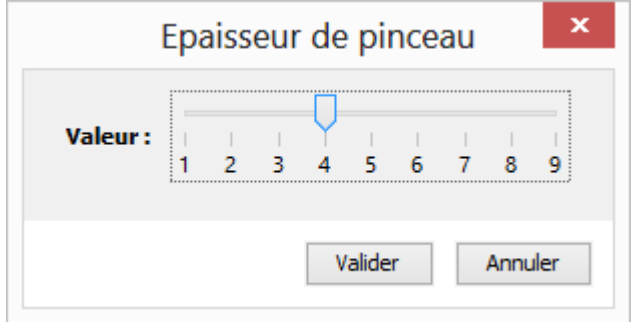 Epaisseur de pinceau
Valeur :
1 2 3 4 5 6 7 8 9
Valider Annuler